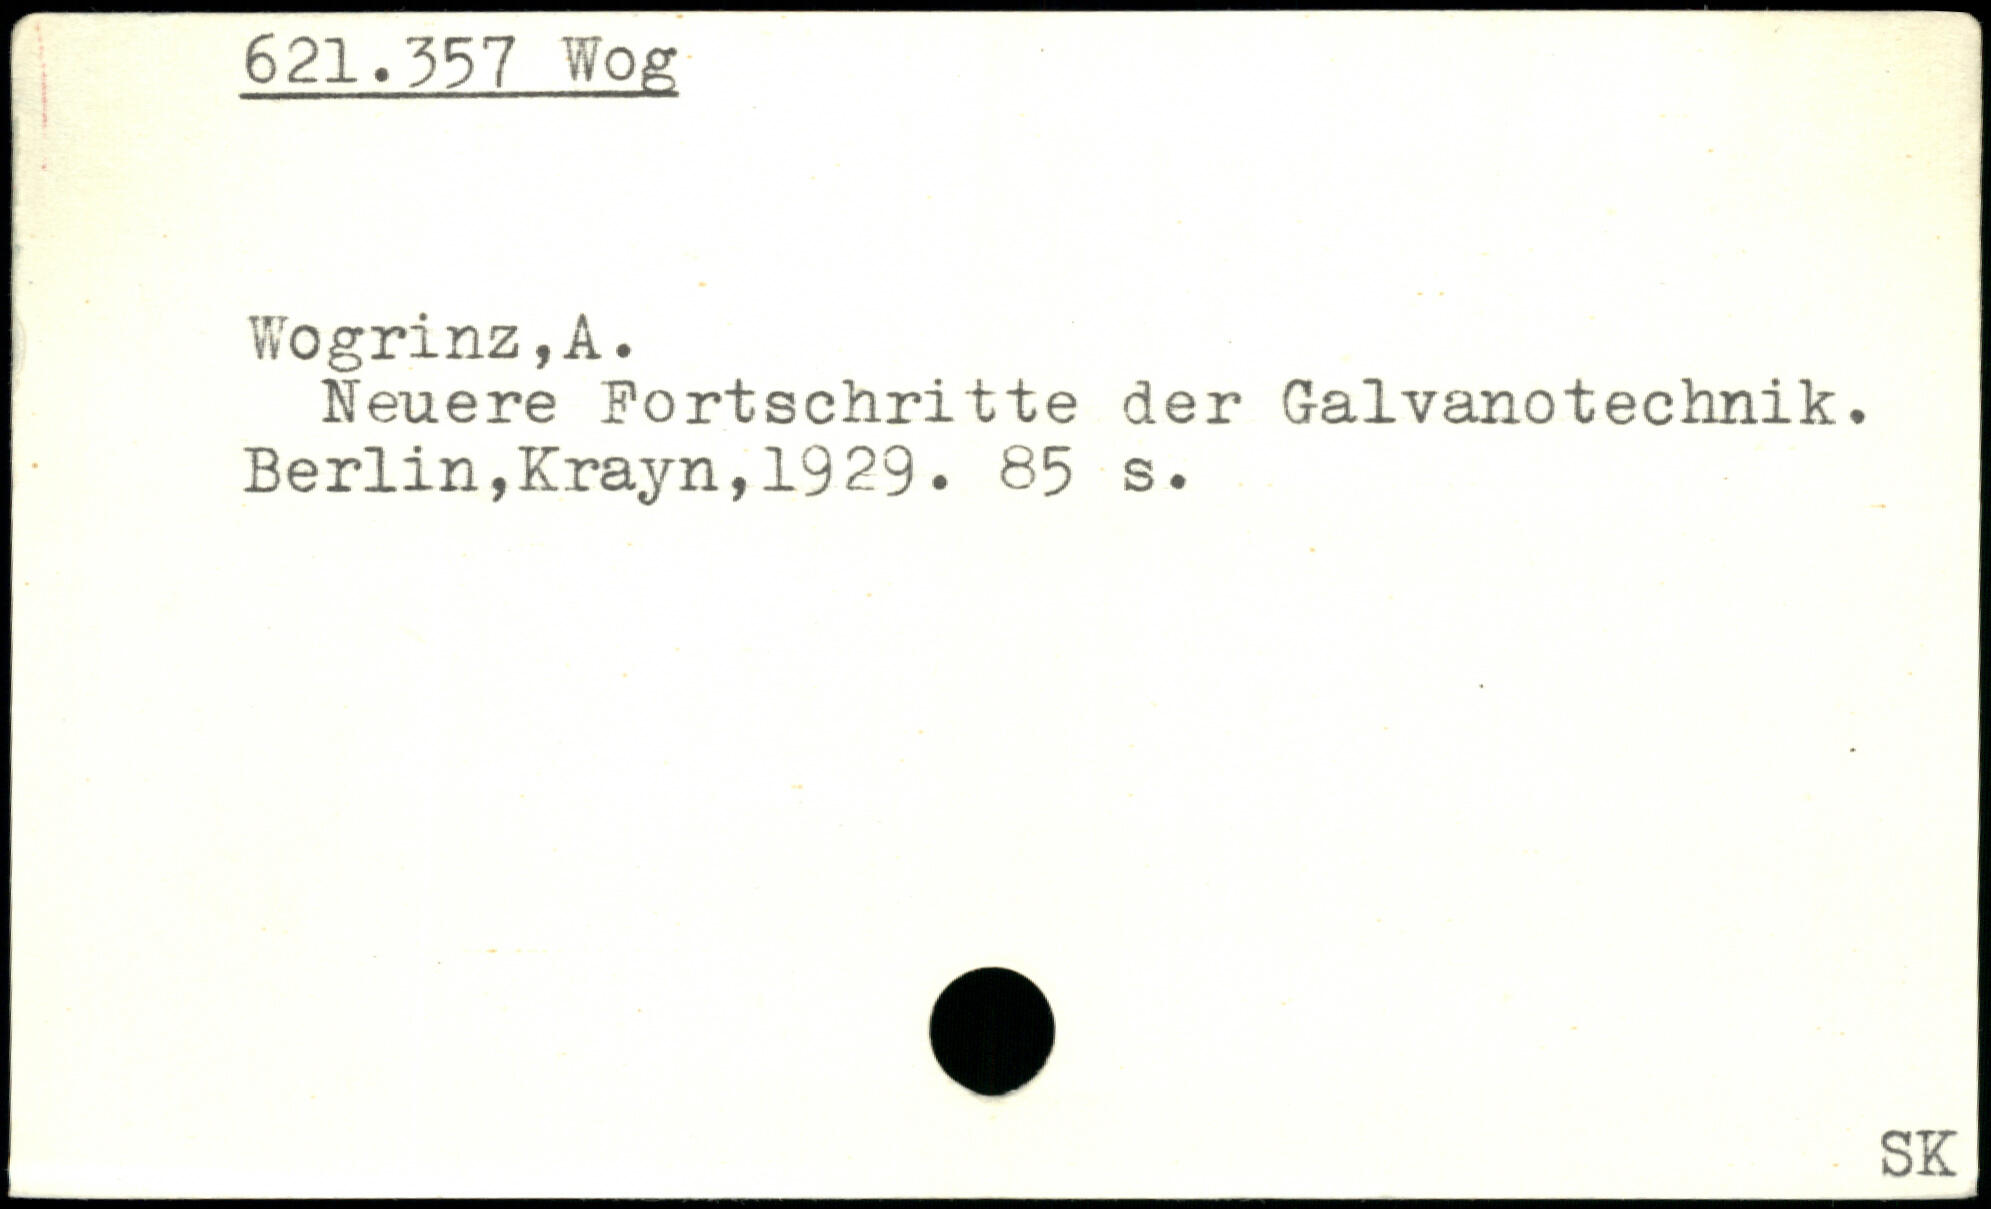 621.357 Wog
Wogrinz,A.
Neuere Fortschritte der Galvanotechnik.
Berlin,Krayn,1929. 85 s.
SK